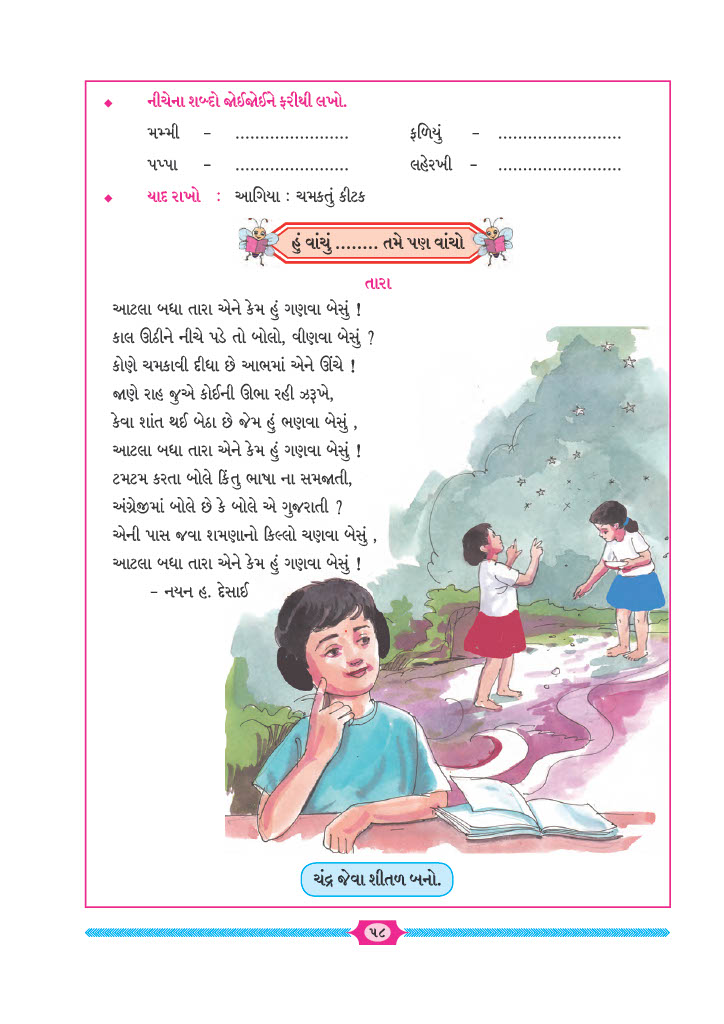 ◆ નીચેના શબ્દો જોઈજોઈને ફરીથી લખો.
મમ્મી – ....................... ફળિયું – .........................
પપ્પા – ....................... લહેરખી – .........................
◆ યાદ રાખો : આગિયા : ચમકતું કીટક
હું વાંચું ........ તમે પણ વાંચો
તારા
આટલા બધા તારા એને કેમ હું ગણવા બેસું !
કાલ ઊઠીને નીચે પડે તો બોલો, વીણવા બેસું ?
કોણે ચમકાવી દીધા છે આભમાં એને ઊંચે !
જાણે રાહ જુએ કોઈની ઊભા રહી ઝરૂખે,
કેવા શાંત થઈ બેઠા છે જેમ હું ભણવા બેસું ,
આટલા બધા તારા એને કેમ હું ગણવા બેસું !
ટમટમ કરતા બોલે કિંતુ ભાષા ના સમજાતી,
અંગ્રેજીમાં બોલે છે કે બોલે એ ગુજરાતી ?
એની પાસ જવા શમણાનો કિલ્લો ચણવા બેસું ,
આટલા બધા તારા એને કેમ હું ગણવા બેસું !
– નયન હ. દેસાઈ
ચંદ્ર જેવા શીતળ બનો.
૫૮